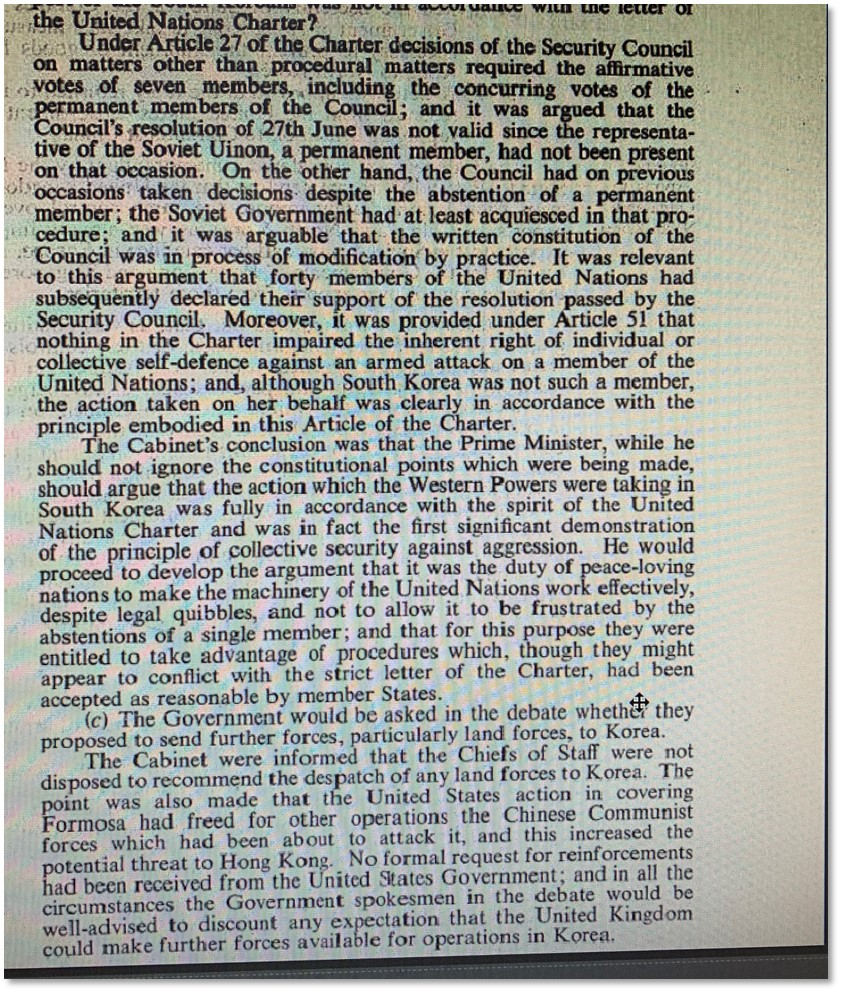 was not in accordance with the letter of
the United Nations Charter?
Under Article 27 of the Charter decisions of the Security Council
on matters other than procedural matters required the affirmative
votes of seven members, including the concurring votes of the
permanent members of the Council; and it was argued that the
Council's resolution of 27th June was not valid since the representa-
tive of the Soviet Uinon, a permanent member, had not been present
on that occasion. On the other hand, the Council had on previous
occasions taken decisions despite the abstention of a permanent
member; the Soviet Government had at least acquiesced in that pro-
cedure; and it was arguable that the written constitution of the
Council was in process of modification by practice. It was relevant
to this argument that forty members of the United Nations had
subsequently declared their support of the resolution passed by the
Security Council. Moreover, it was provided under Article 51 that
nothing in the Charter impaired the inherent right of individual or
collective self-defence against an armed attack on a member of the
United Nations; and, although South Korea was not such a member,
the action taken on her behalf was clearly in accordance with the
principle embodied in this Article of the Charter.
The Cabinet's conclusion was that the Prime Minister, while he
should not ignore the constitutional points which were being made,
should argue that the action which the Western Powers were taking in
South Korea was fully in accordance with the spirit of the United
Nations Charter and was in fact the first significant demonstration
of the principle of collective security against aggression. He would
proceed to develop the argument that it was the duty of peace-loving
nations to make the machinery of the United Nations work effectively,
despite legal quibbles, and not to allow it to be frustrated by the
abstentions of a single member; and that for this purpose they were
entitled to take advantage of procedures which, though they might
appear to conflict with the strict letter of the Charter, had been
accepted as reasonable by member States.
(c) The Government would be asked in the debate whether they
proposed to send further forces, particularly land forces, to Korea.
The Cabinet were informed that the Chiefs of Staff were not
disposed to recommend the despatch of any land forces to Korea. The
point was also made that the United States action in covering
Formosa had freed for other operations the Chinese Communist
forces which had been about to attack it, and this increased the
potential threat to Hong Kong. No formal request for reinforcements
had been received from the United States Government; and in all the
circumstances the Government spokesmen in the debate would be
well-advised to discount any expectation that the United Kingdom
could make further forces available for operations in Korea.